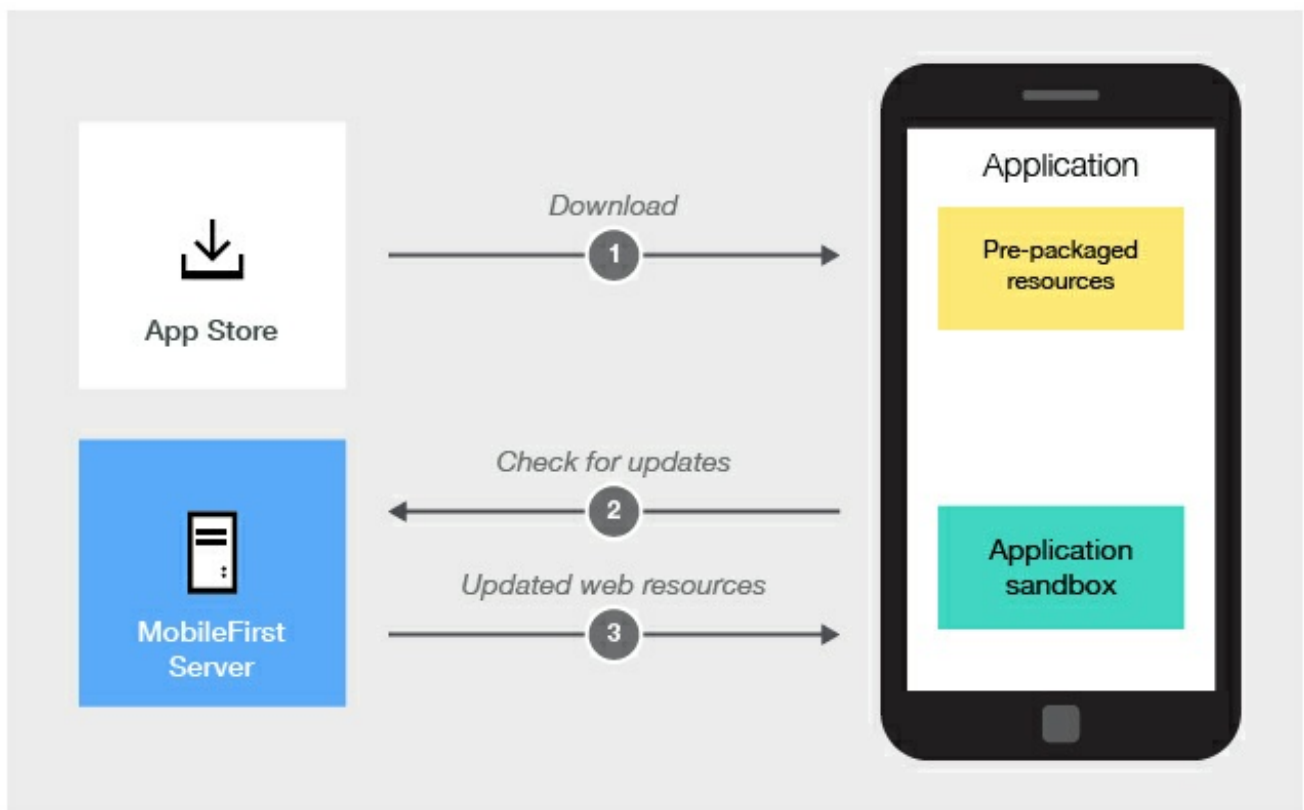 Application
Download
1
Pre-packaged
resources
App Store
Check for updates
2
Application
sandbox
Updated web resources
3
MobileFirst
Server